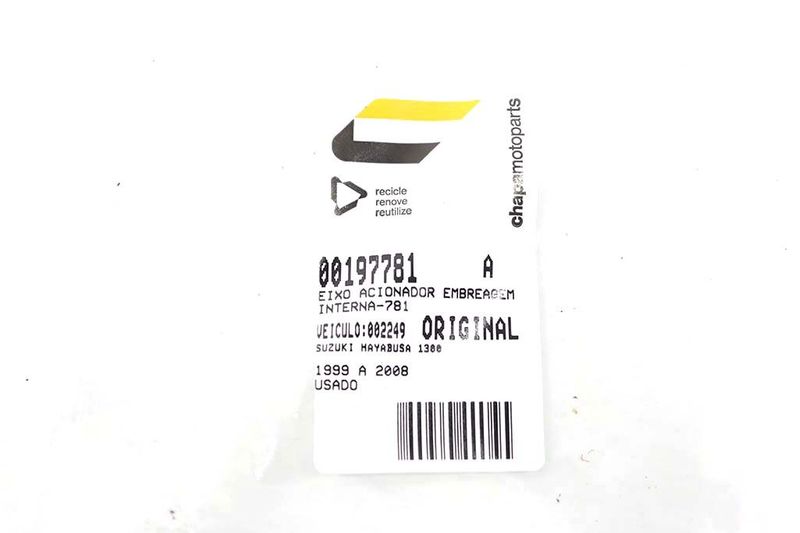 chapamotoparts
recicle
renove
reutilize
00197781 A
EIXO ACIONADOR EMBREAGEM
INTERNA-781
VEICULO:002249 ORIGINAL
SUZUKI HAYABUSA 1300
1999 A 2008
USADO